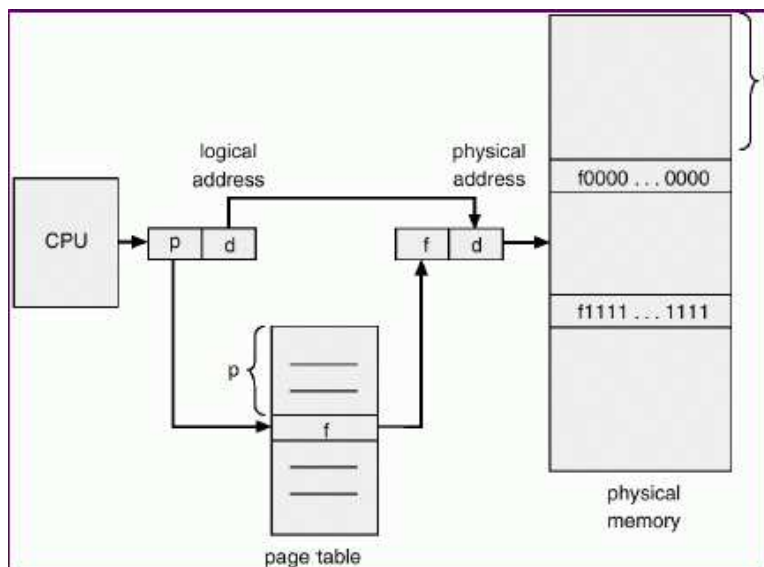 logical
address
physical
address
CPU
p
d
f
d
f0000 . . . 0000
f1111 . . . 1111
p
f
page table
physical
memory